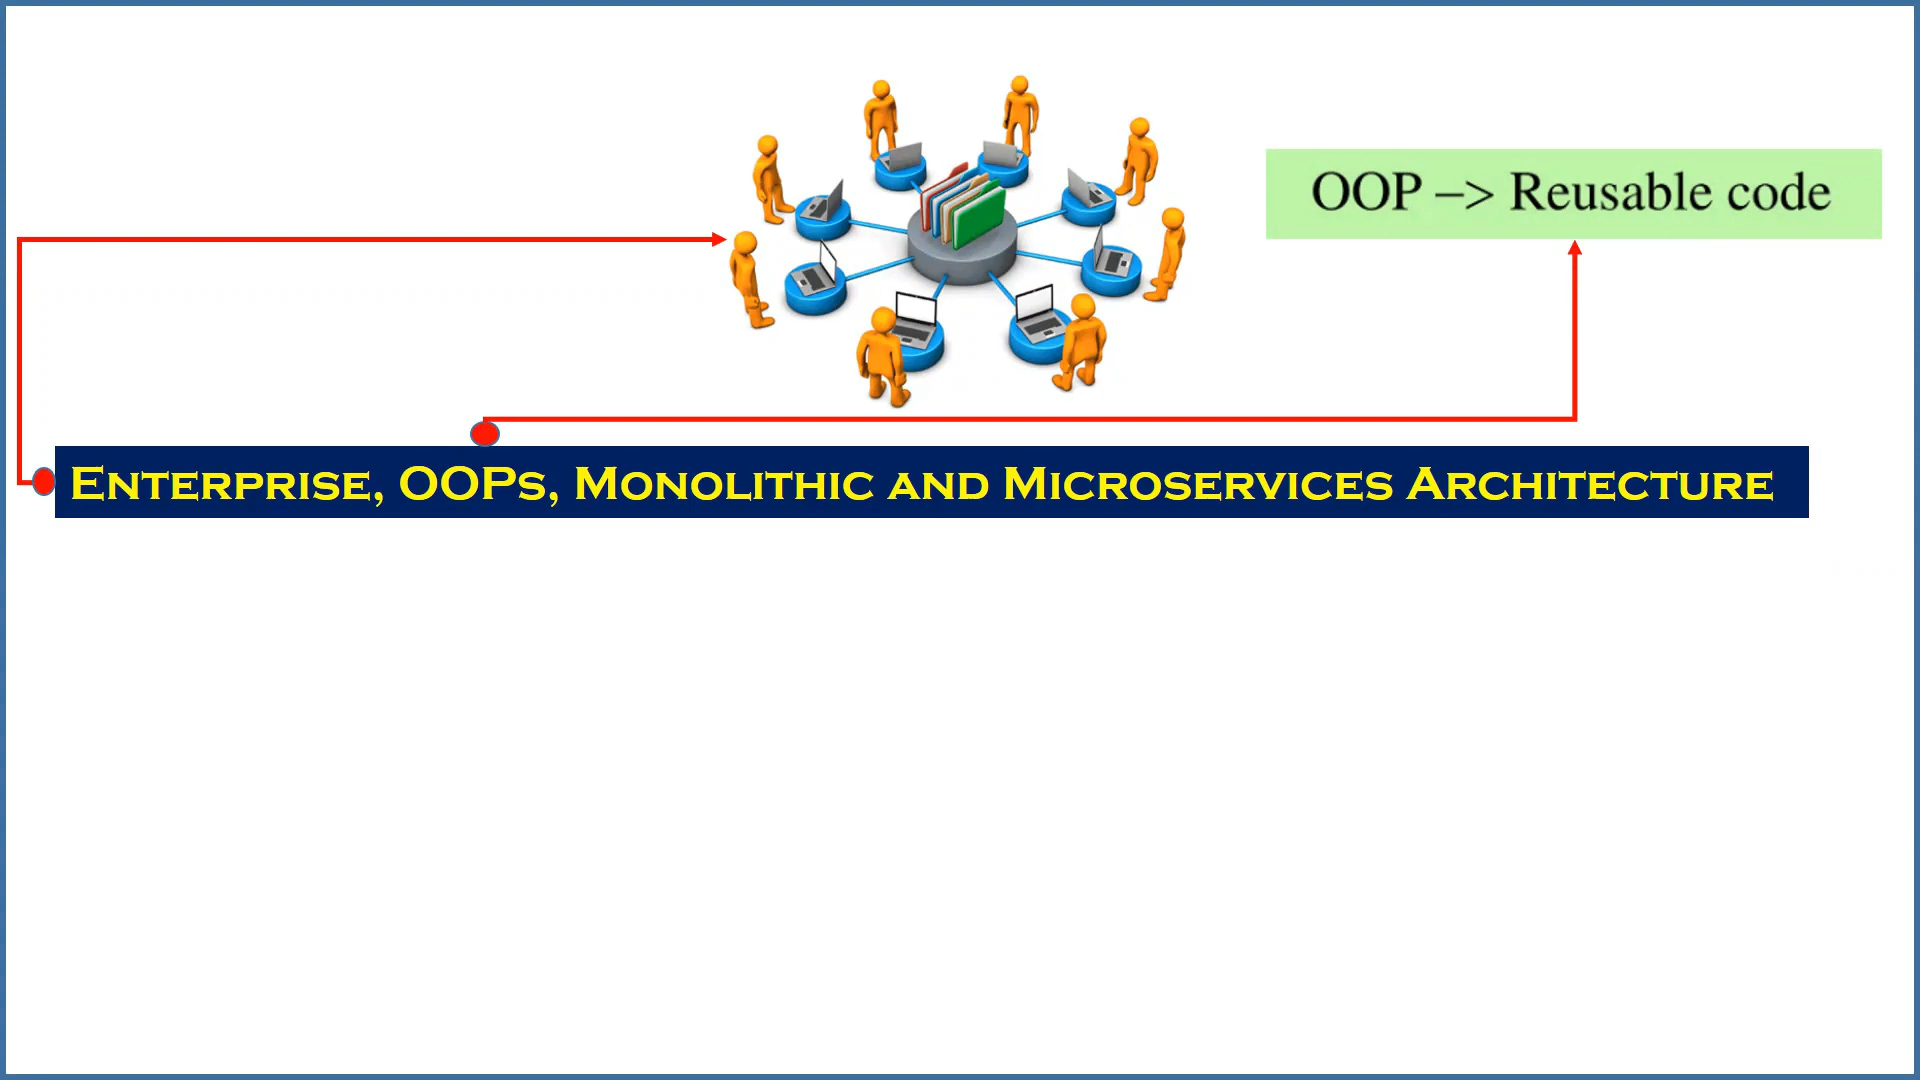 OOP –> Reusable code
Enterprise, OOPs, Monolithic and Microservices Architecture